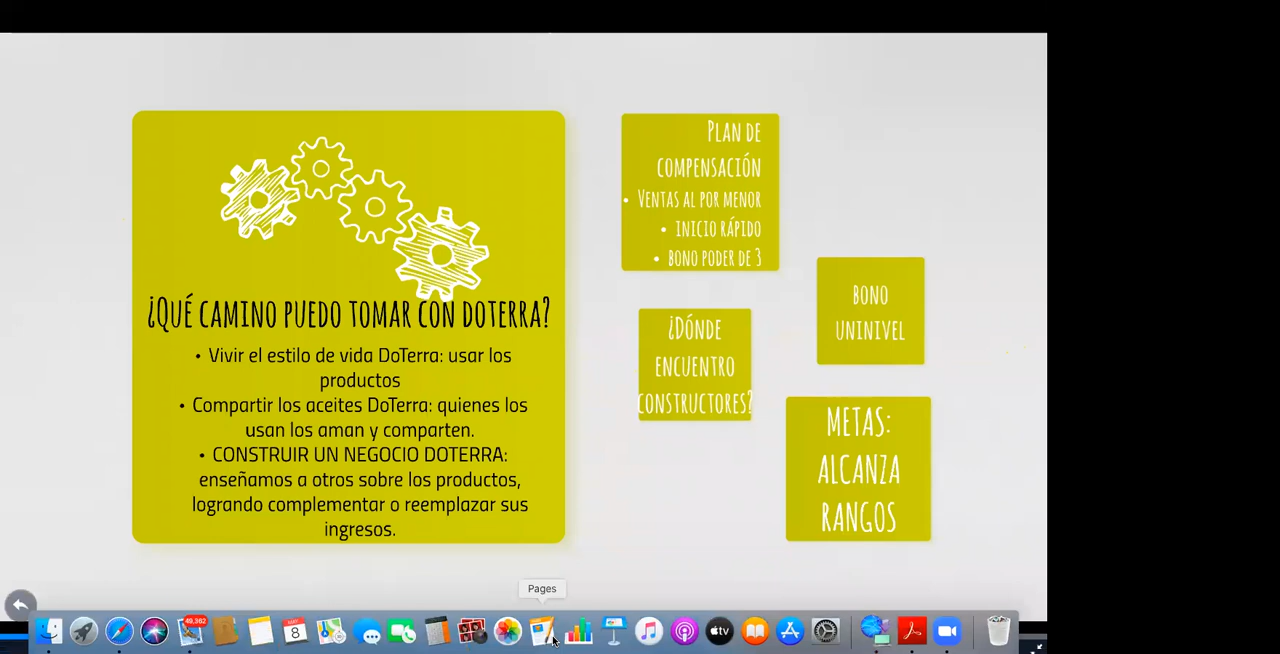 ¿Qué camino puedo tomar con doterra?
• Vivir el estilo de vida DoTerra: usar los
productos
• Compartir los aceites DoTerra: quienes los
usan los aman y comparten.
• CONSTRUIR UN NEGOCIO DOTERRA:
enseñamos a otros sobre los productos,
logrando complementar o reemplazar sus
ingresos.
Plan de
compensación
• Ventas al por menor
• inicio rápido
• bono poder de 3
bono
uninivel
¿Dónde
encuentro
constructores?
METAS:
ALCANZA
RANGOS
Pages
49,362
MAY
8
tv